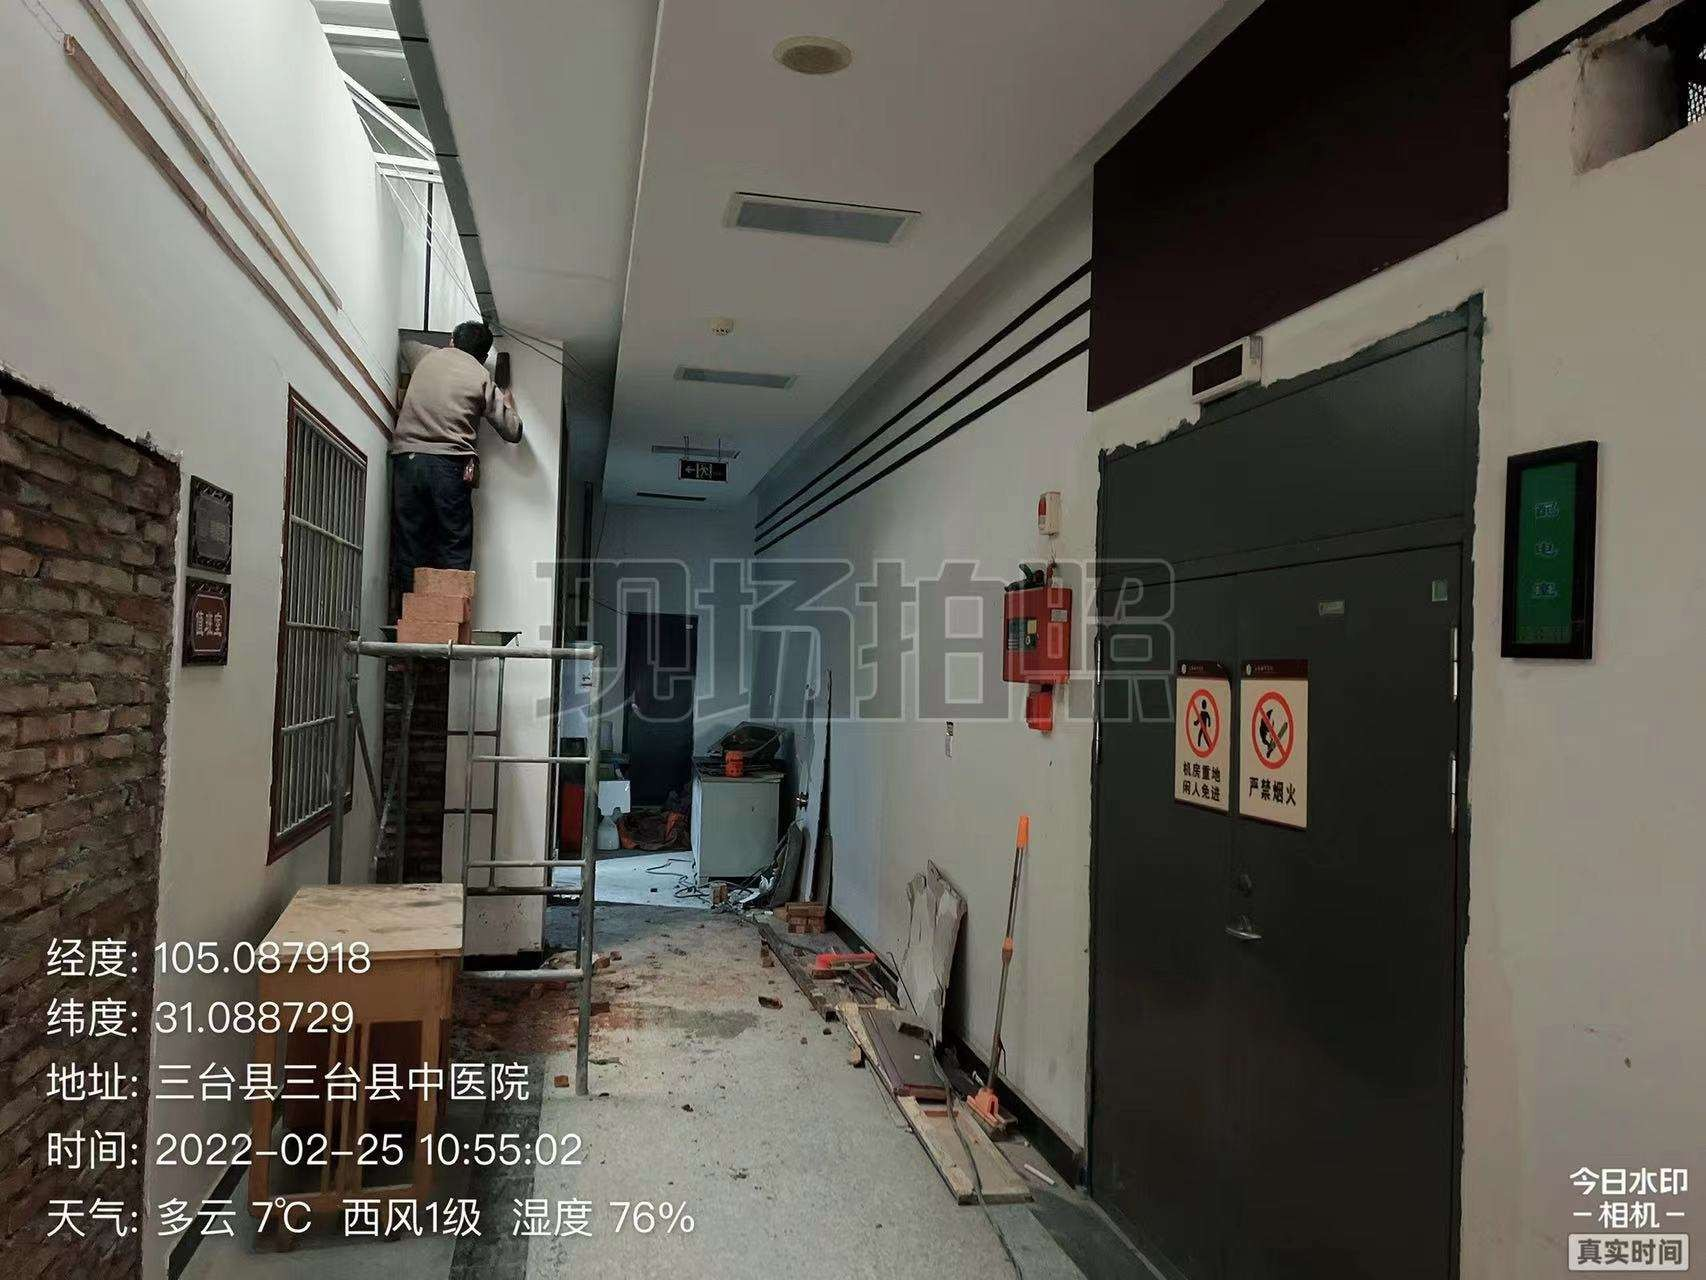 现场拍照
配电室
值班室
机房重地
闲人免进
严禁烟火
经度: 105.087918
纬度: 31.088729
地址: 三台县三台县中医院
时间: 2022-02-25 10:55:02
天气: 多云 7℃ 西风1级 湿度 76%
今日水印
-相机-
真实时间